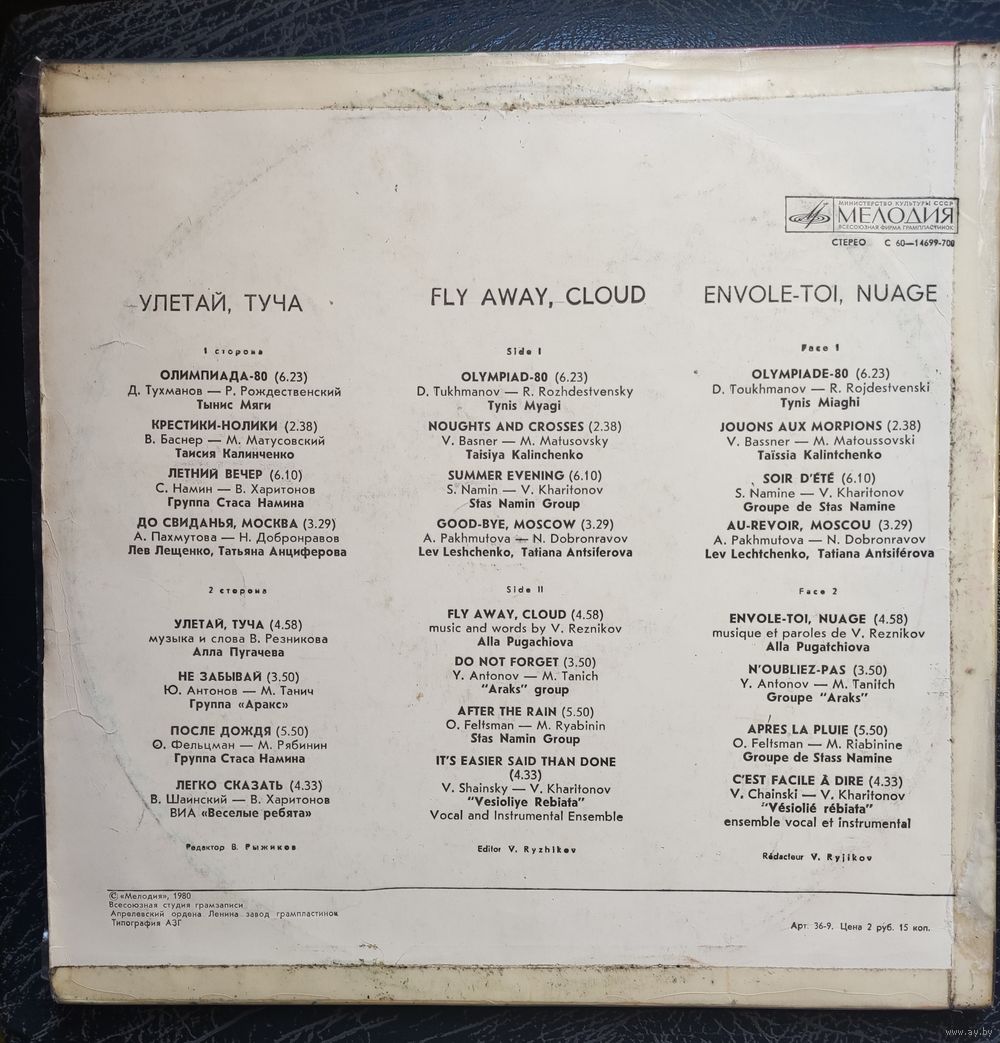 МИНИСТЕРСТВО КУЛЬТУРЫ СССР
МЕЛОДИЯ
ВСЕСОЮЗНАЯ ФИРМА ГРАМПЛАСТИНОК
СТЕРЕО С 60—14699-700
УЛЕТАЙ, ТУЧА
1 сторона
ОЛИМПИАДА-80 (6.23)
Д. Тухманов — Р. Рождественский
Тынис Мяги
КРЕСТИКИ-НОЛИКИ (2.38)
В. Баснер — М. Матусовский
Таисия Калинченко
ЛЕТНИЙ ВЕЧЕР (6.10)
С. Намин — В. Харитонов
Группа Стаса Намина
ДО СВИДАНЬЯ, МОСКВА (3.29)
А. Пахмутова — Н. Добронравов
Лев Лещенко, Татьяна Анциферова
2 сторона
УЛЕТАЙ, ТУЧА (4.58)
музыка и слова В. Резникова
Алла Пугачева
НЕ ЗАБЫВАЙ (3.50)
Ю. Антонов — М. Танич
Группа «Аракс»
ПОСЛЕ ДОЖДЯ (5.50)
О. Фельцман — М. Рябинин
Группа Стаса Намина
ЛЕГКО СКАЗАТЬ (4.33)
В. Шаинский — В. Харитонов
ВИА «Веселые ребята»
Редактор В. Рыжиков
FLY AWAY, CLOUD
Side I
OLYMPIAD-80 (6.23)
D. Tukhmanov — R. Rozhdestvensky
Tynis Myagi
NOUGHTS AND CROSSES (2.38)
V. Basner — M. Matusovsky
Taisiya Kalinchenko
SUMMER EVENING (6.10)
S. Namin — V. Kharitonov
Stas Namin Group
GOOD-BYE, MOSCOW (3.29)
A. Pakhmutova — N. Dobronravov
Lev Leshchenko, Tatiana Antsiferova
Side II
FLY AWAY, CLOUD (4.58)
music and words by V. Reznikov
Alla Pugachiova
DO NOT FORGET (3.50)
Y. Antonov — M. Tanich
"Araks" group
AFTER THE RAIN (5.50)
O. Feltsman — M. Ryabinin
Stas Namin Group
IT'S EASIER SAID THAN DONE
(4.33)
V. Shainsky — V. Kharitonov
"Vesioliye Rebiata"
Vocal and Instrumental Ensemble
Editor V. Ryzhikov
ENVOLE-TOI, NUAGE
Face 1
OLYMPIADE-80 (6.23)
D. Toukhmanov — R. Rojdestvenski
Tynis Miaghi
JOUONS AUX MORPIONS (2.38)
V. Bassner — M. Matoussovski
Taïssia Kalintchenko
SOIR D'ÉTÉ (6.10)
S. Namine — V. Kharitonov
Groupe de Stas Namine
AU-REVOIR, MOSCOU (3.29)
A. Pakhmutova — N. Dobronravov
Lev Lechtchenko, Tatiana Antsiférova
Face 2
ENVOLE-TOI, NUAGE (4.58)
musique et paroles de V. Reznikov
Alla Pugatchiova
N'OUBLIEZ-PAS (3.50)
Y. Antonov — M. Tanitch
Groupe "Araks"
APRES LA PLUIE (5.50)
O. Feltsman — M. Riabinine
Groupe de Stass Namine
C'EST FACILE À DIRE (4.33)
V. Chainski — V. Kharitonov
"Vésiolié rébiata"
ensemble vocal et instrumental
Rédacteur V. Ryjikov
© «Мелодия», 1980
Всесоюзная студия грамзаписи
Апрелевский ордена Ленина завод грампластинок
Типография АЗГ
Арт. 36-9. Цена 2 руб. 15 коп.
www.ay.by